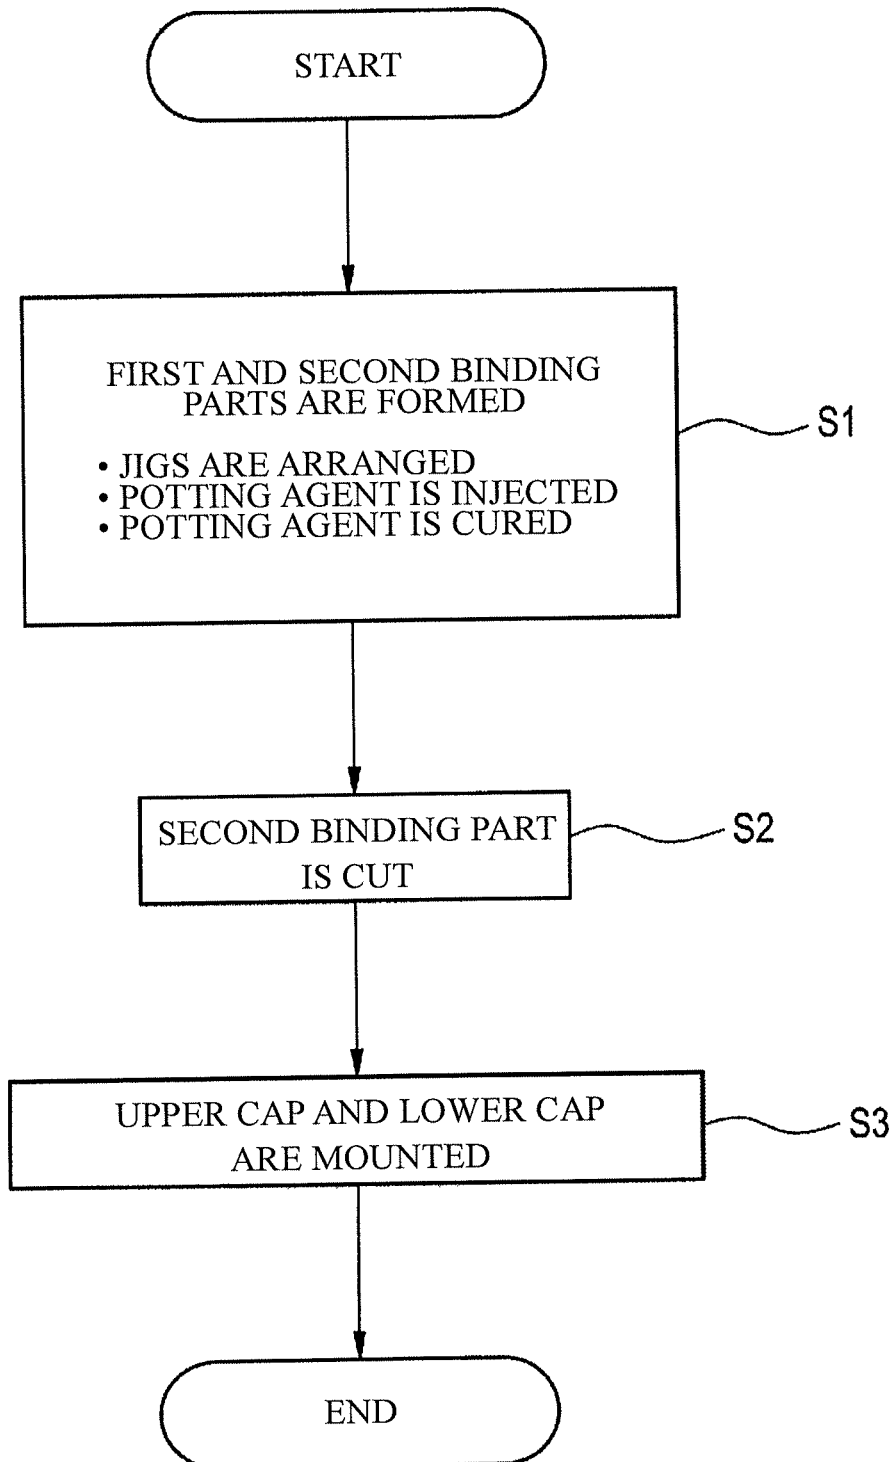 START
FIRST AND SECOND BINDING
PARTS ARE FORMED
• JIGS ARE ARRANGED
• POTTING AGENT IS INJECTED
• POTTING AGENT IS CURED
S1
SECOND BINDING PART
IS CUT
S2
UPPER CAP AND LOWER CAP
ARE MOUNTED
S3
END